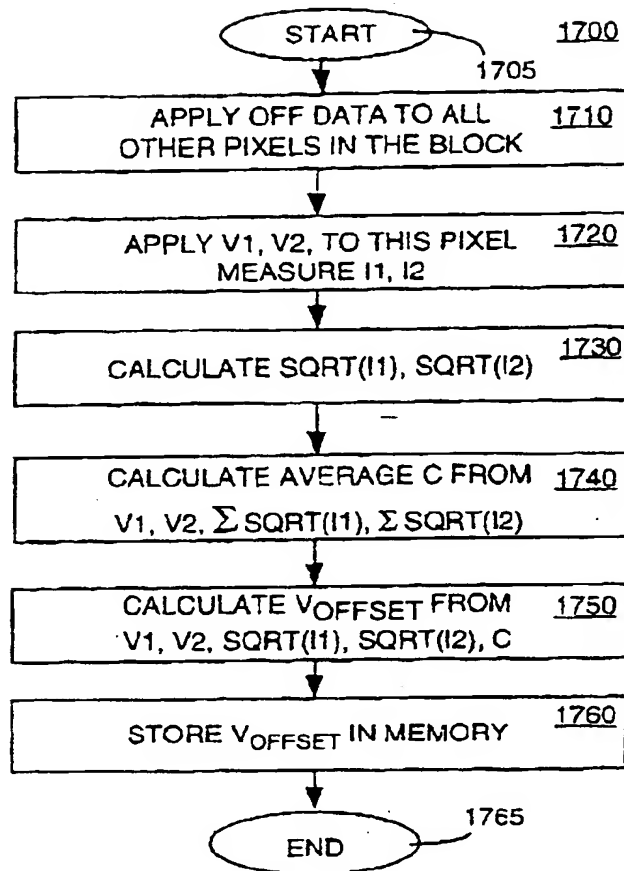 START
1700
1705
APPLY OFF DATA TO ALL 1710
OTHER PIXELS IN THE BLOCK
APPLY V1, V2, TO THIS PIXEL 1720
MEASURE I1, I2
1730
CALCULATE SQRT(I1), SQRT(I2)
CALCULATE AVERAGE C FROM 1740
V1, V2, Σ SQRT(I1), Σ SQRT(I2)
CALCULATE VOFFSET FROM 1750
V1, V2, SQRT(I1), SQRT(I2), C
STORE VOFFSET IN MEMORY 1760
1765
END